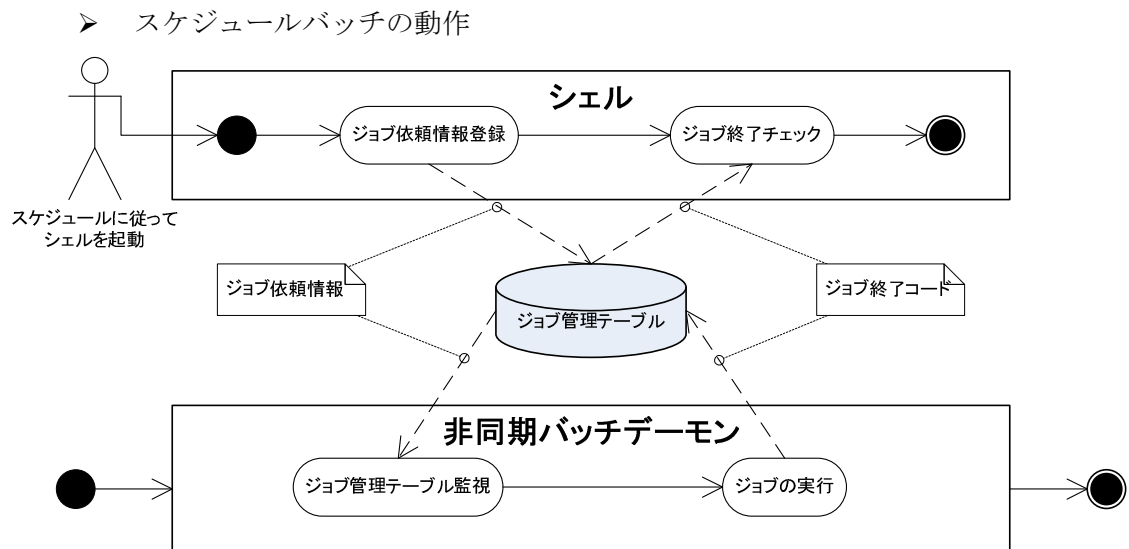 ➢ スケジュールバッチの動作
シェル
ジョブ依頼情報登録
ジョブ終了チェック
スケジュールに従って
シェルを起動
ジョブ依頼情報
ジョブ終了コード
ジョブ管理テーブル
非同期バッチデーモン
ジョブ管理テーブル監視
ジョブの実行